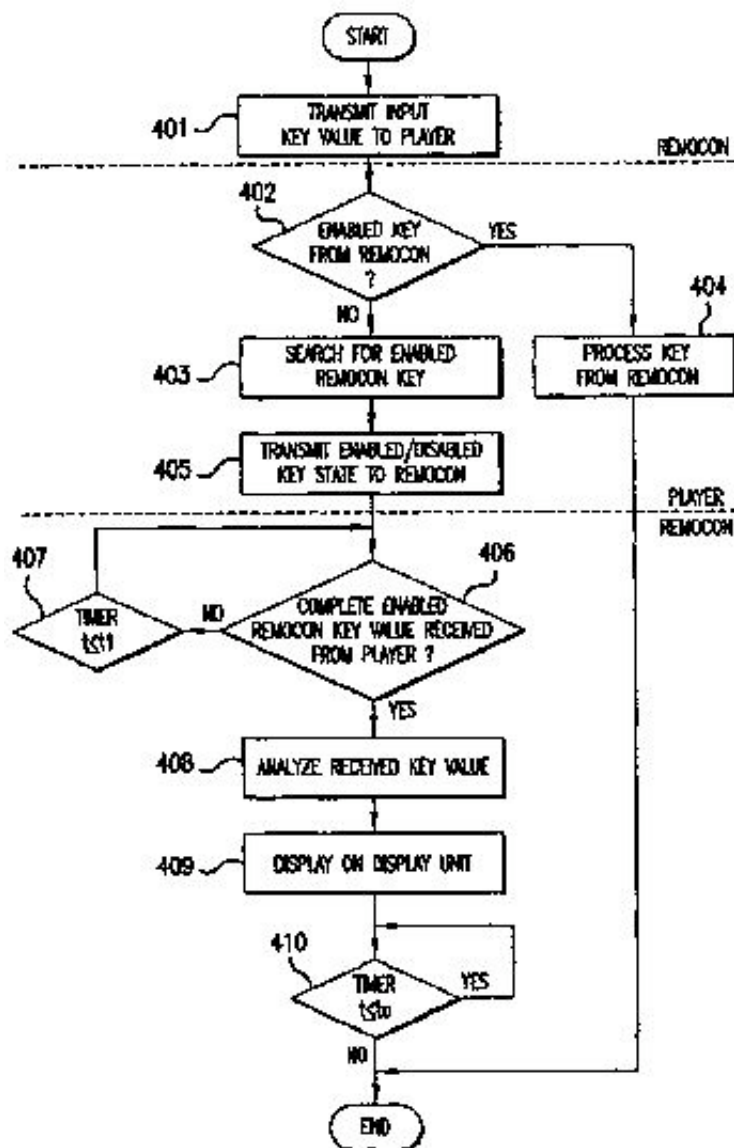 START
401
TRANSMIT INPUT
KEY VALUE TO PLAYER
REMOCON
402
ENABLED KEY
FROM REMOCON
?
YES
NO
404
403
SEARCH FOR ENABLED
REMOCON KEY
PROCESS KEY
FROM REMOCON
405
TRANSMIT ENABLED/DISABLED
KEY STATE TO REMOCON
PLAYER
REMOCON
407
406
TIMER
t≤t1
NO
COMPLETE ENABLED
REMOCON KEY VALUE RECEIVED
FROM PLAYER ?
YES
408
ANALYZE RECEIVED KEY VALUE
409
DISPLAY ON DISPLAY UNIT
410
TIMER
YES
NO
END